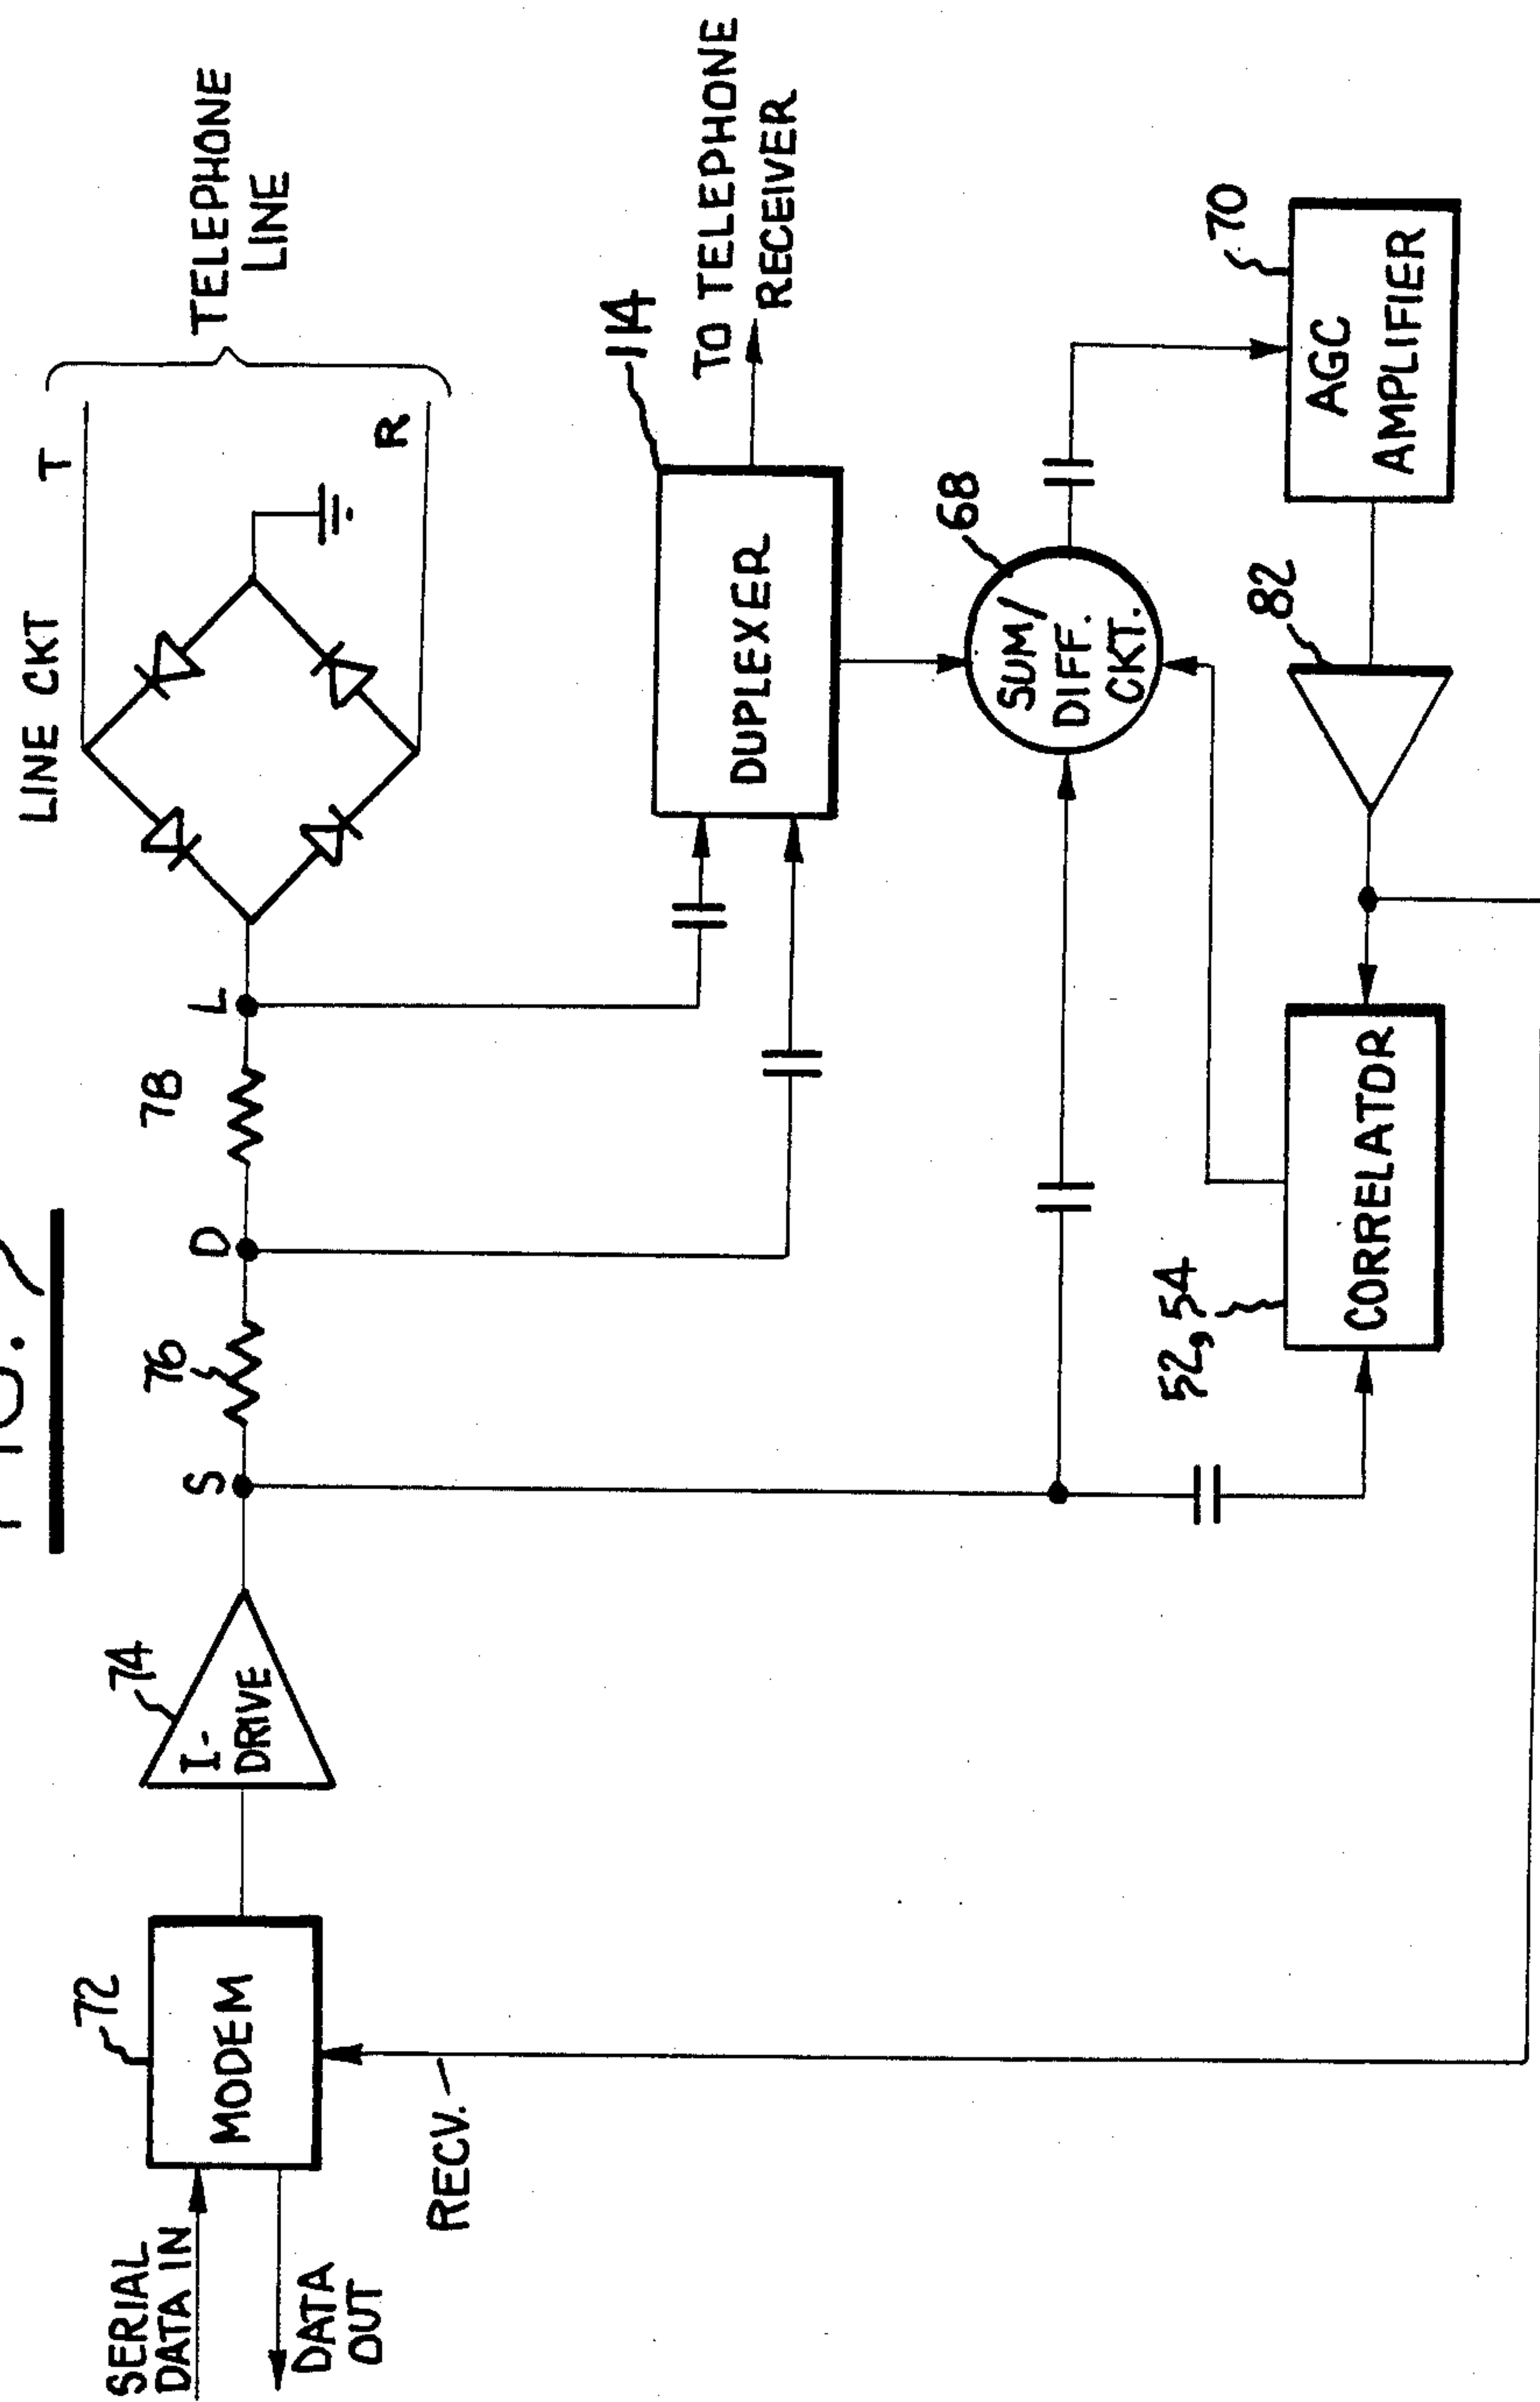 SERIAL
DATA IN
DATA
OUT
72
MODEM
RECV.
74
I-
DRIVE
S
76
D
78
L
LINE CKT
T
R
TELEPHONE
LINE
114
DUPLEXER
TO TELEPHONE
RECEIVER
68
SUM/
DIFF.
CKT.
70
AGC
AMPLIFIER
82
52, 54
CORRELATOR